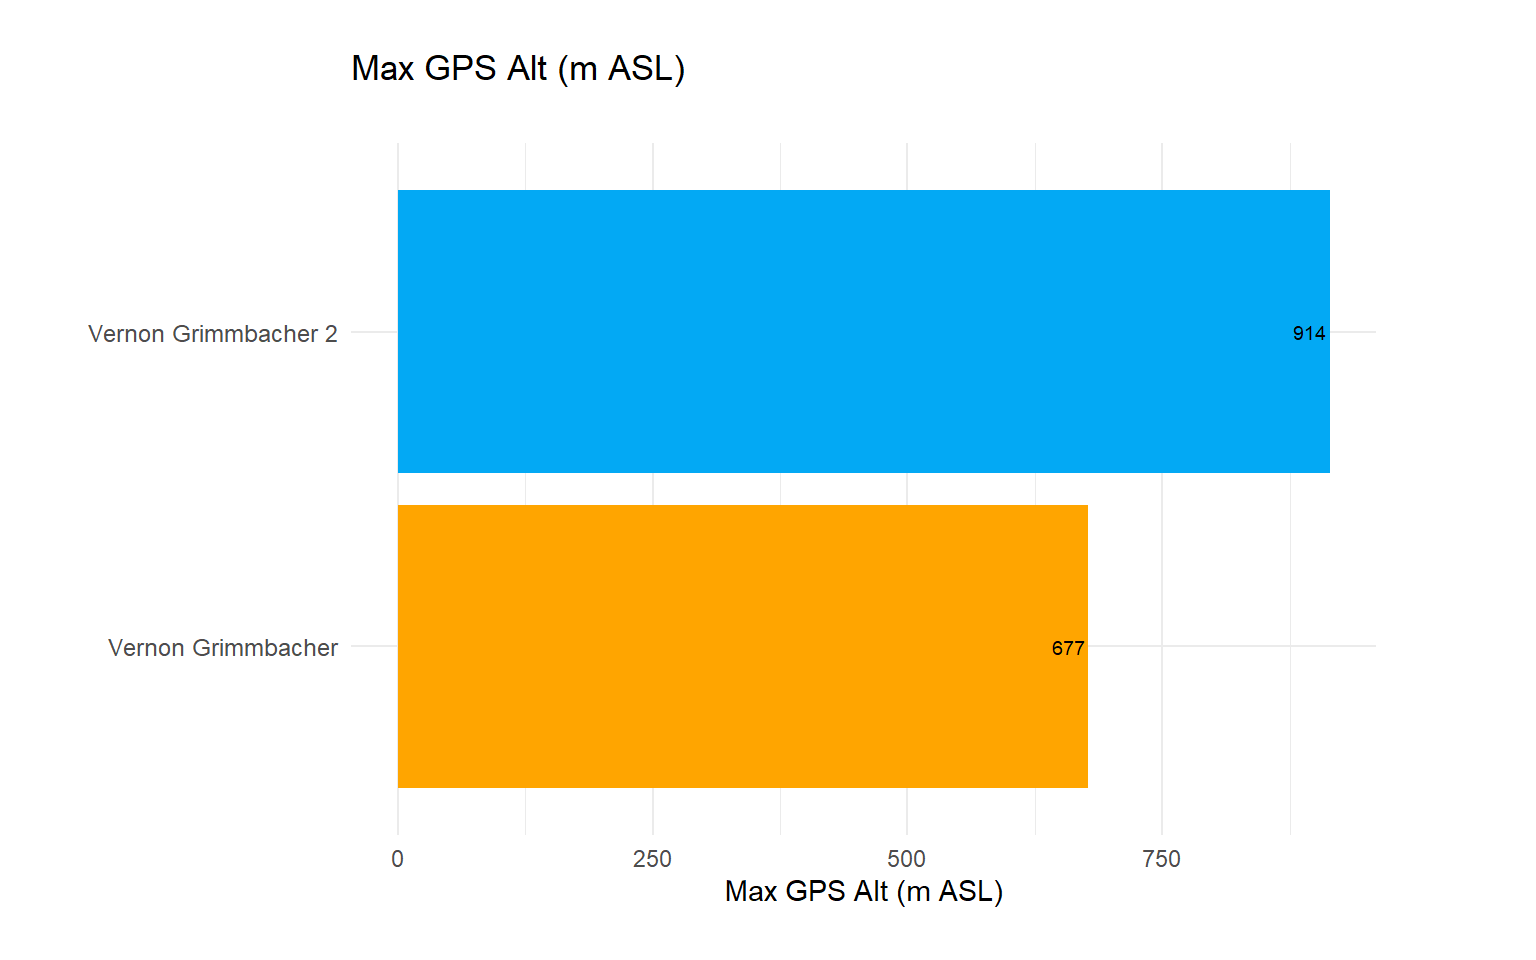 Max GPS Alt (m ASL)
Vernon Grimmbacher 2
914
Vernon Grimmbacher
677
0 250 500 750
Max GPS Alt (m ASL)